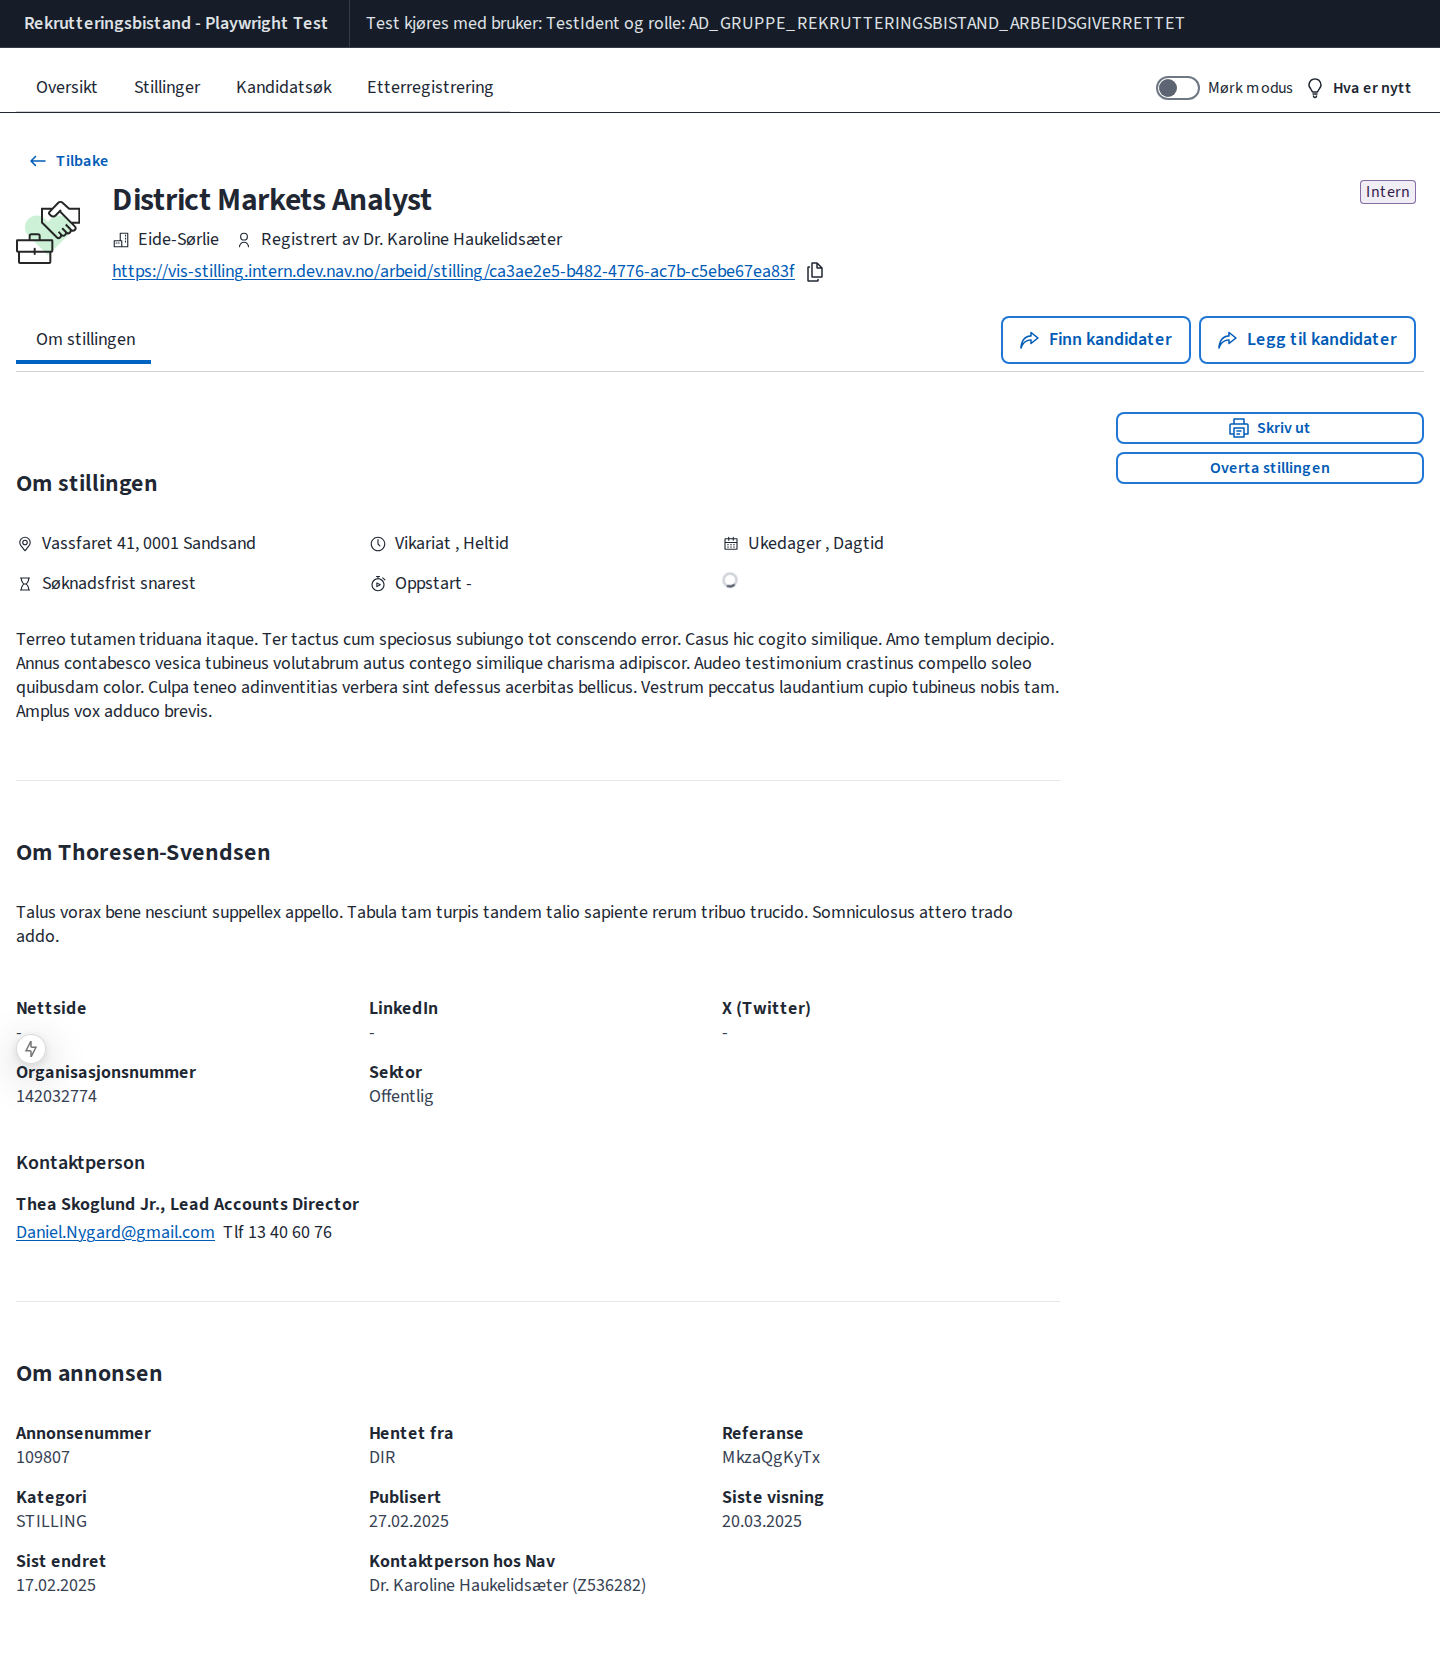 Rekrutteringsbistand - Playwright Test
Test kjøres med bruker: TestIdent og rolle: AD_GRUPPE_REKRUTTERINGSBISTAND_ARBEIDSGIVERRETTET
Oversikt Stillinger Kandidatsøk Etterregistrering
Mørk modus Hva er nytt
Tilbake
District Markets Analyst
Intern
Eide-Sørlie Registrert av Dr. Karoline Haukelidsæter
https://vis-stilling.intern.dev.nav.no/arbeid/stilling/ca3ae2e5-b482-4776-ac7b-c5ebe67ea83f
Om stillingen
Finn kandidater
Legg til kandidater
Skriv ut
Overta stillingen
Om stillingen
Vassfaret 41, 0001 Sandsand Vikariat , Heltid Ukedager , Dagtid
Søknadsfrist snarest Oppstart -
Terreo tutamen triduana itaque. Ter tactus cum speciosus subiungo tot conscendo error. Casus hic cogito similique. Amo templum decipio.
Annus contabesco vesica tubineus volutabrum autus contego similique charisma adipiscor. Audeo testimonium crastinus compello soleo
quibusdam color. Culpa teneo adinventitias verbera sint defessus acerbitas bellicus. Vestrum peccatus laudantium cupio tubineus nobis tam.
Amplus vox adduco brevis.
Om Thoresen-Svendsen
Talus vorax bene nesciunt suppellex appello. Tabula tam turpis tandem talio sapiente rerum tribuo trucido. Somniculosus attero trado
addo.
Nettside LinkedIn X (Twitter)
- - -
Organisasjonsnummer Sektor
142032774 Offentlig
Kontaktperson
Thea Skoglund Jr., Lead Accounts Director
Daniel.Nygard@gmail.com Tlf 13 40 60 76
Om annonsen
Annonsenummer Hentet fra Referanse
109807 DIR MkzaQgKyTx
Kategori Publisert Siste visning
STILLING 27.02.2025 20.03.2025
Sist endret Kontaktperson hos Nav
17.02.2025 Dr. Karoline Haukelidsæter (Z536282)